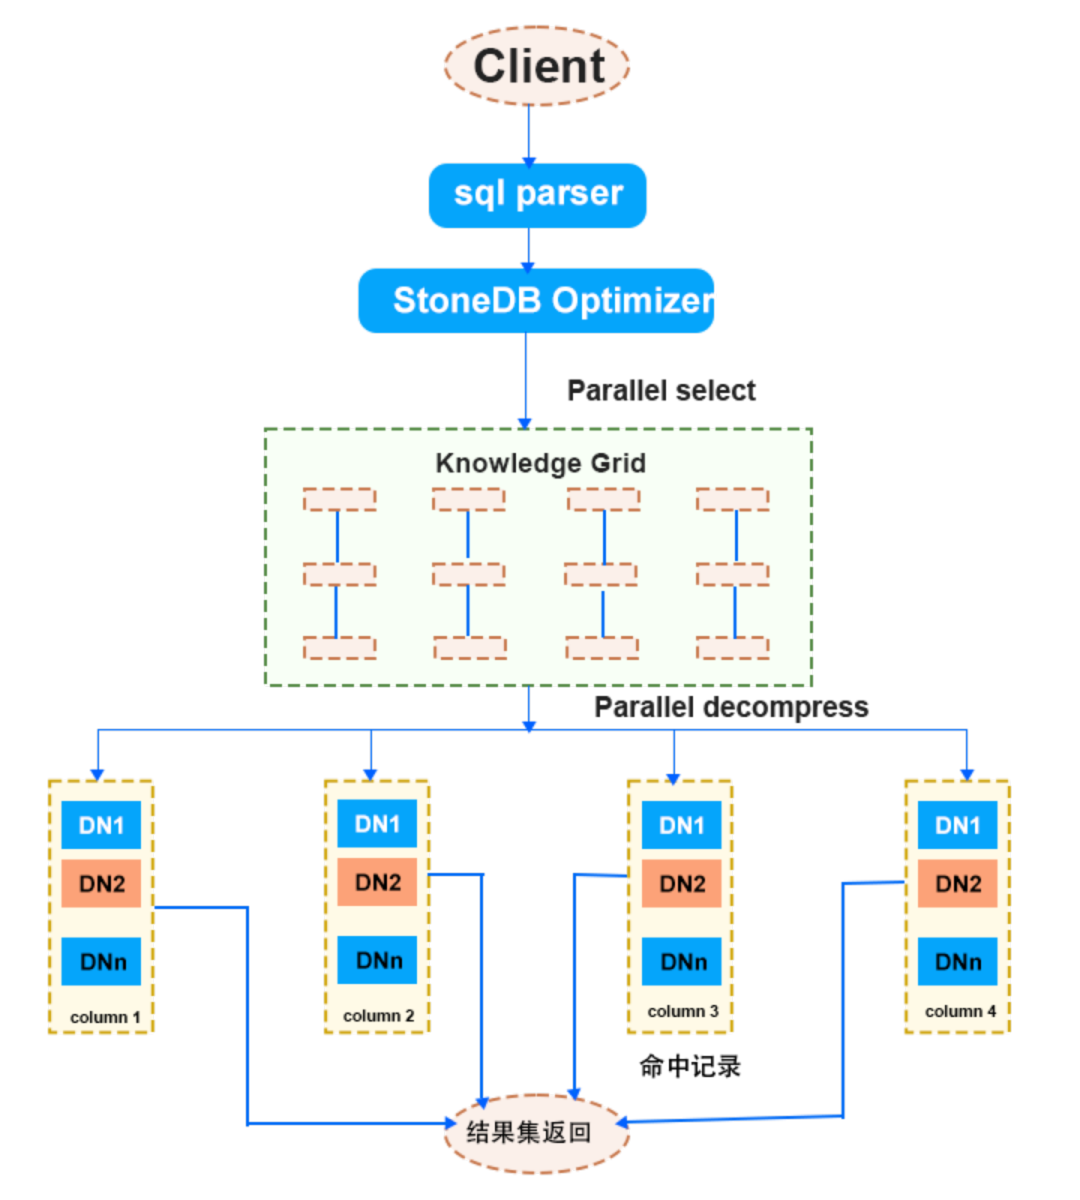 Client
sql parser
StoneDB Optimizer
Parallel select
Knowledge Grid
Parallel decompress
DN1
DN2
DNn
column 1
DN1
DN2
DNn
column 2
DN1
DN2
DNn
column 3
DN1
DN2
DNn
column 4
命中记录
结果集返回